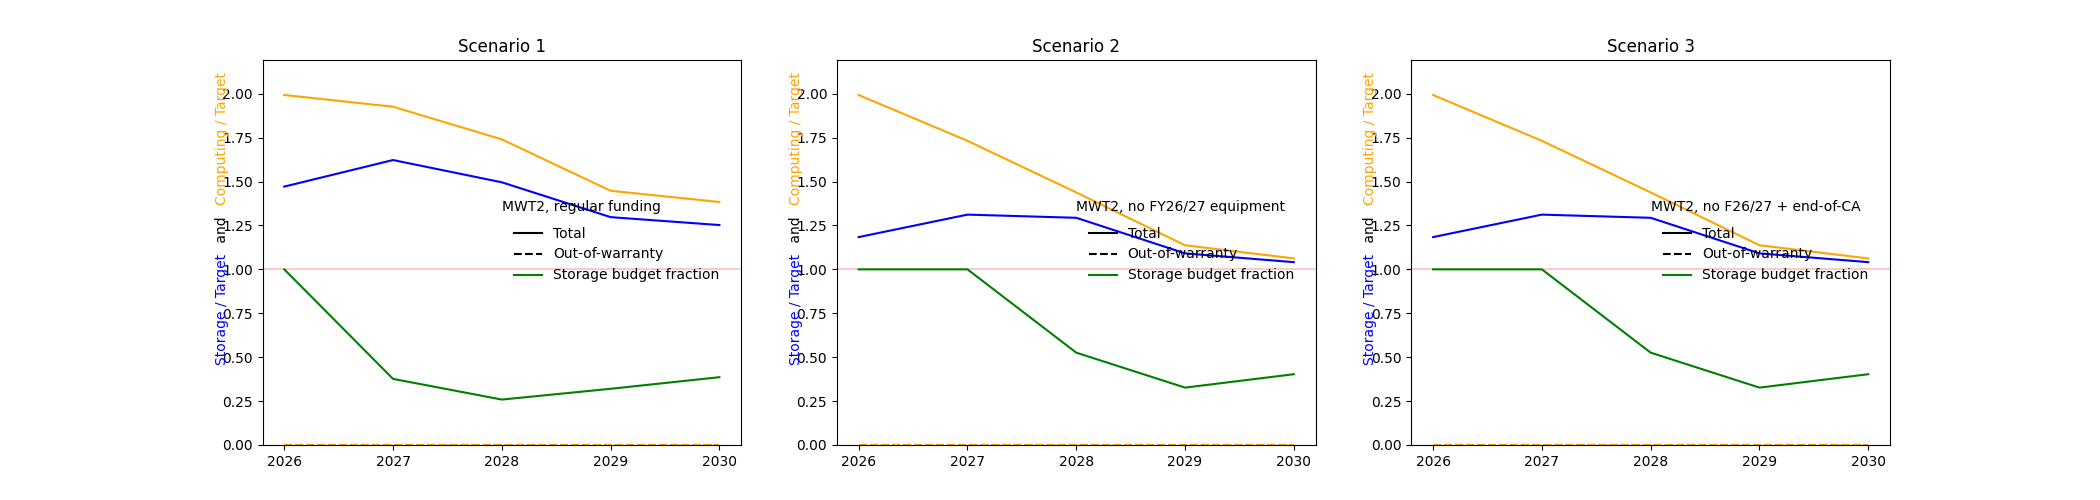 Scenario 1
Computing / Target
and
Storage / Target
2.00
1.75
1.50
1.25
1.00
0.75
0.50
0.25
0.00
MWT2, regular funding
Total
Out-of-warranty
Storage budget fraction
2026 2027 2028 2029 2030
Scenario 2
Computing / Target
and
Storage / Target
2.00
1.75
1.50
1.25
1.00
0.75
0.50
0.25
0.00
MWT2, no FY26/27 equipment
Total
Out-of-warranty
Storage budget fraction
2026 2027 2028 2029 2030
Scenario 3
Computing / Target
and
Storage / Target
2.00
1.75
1.50
1.25
1.00
0.75
0.50
0.25
0.00
MWT2, no F26/27 + end-of-CA
Total
Out-of-warranty
Storage budget fraction
2026 2027 2028 2029 2030